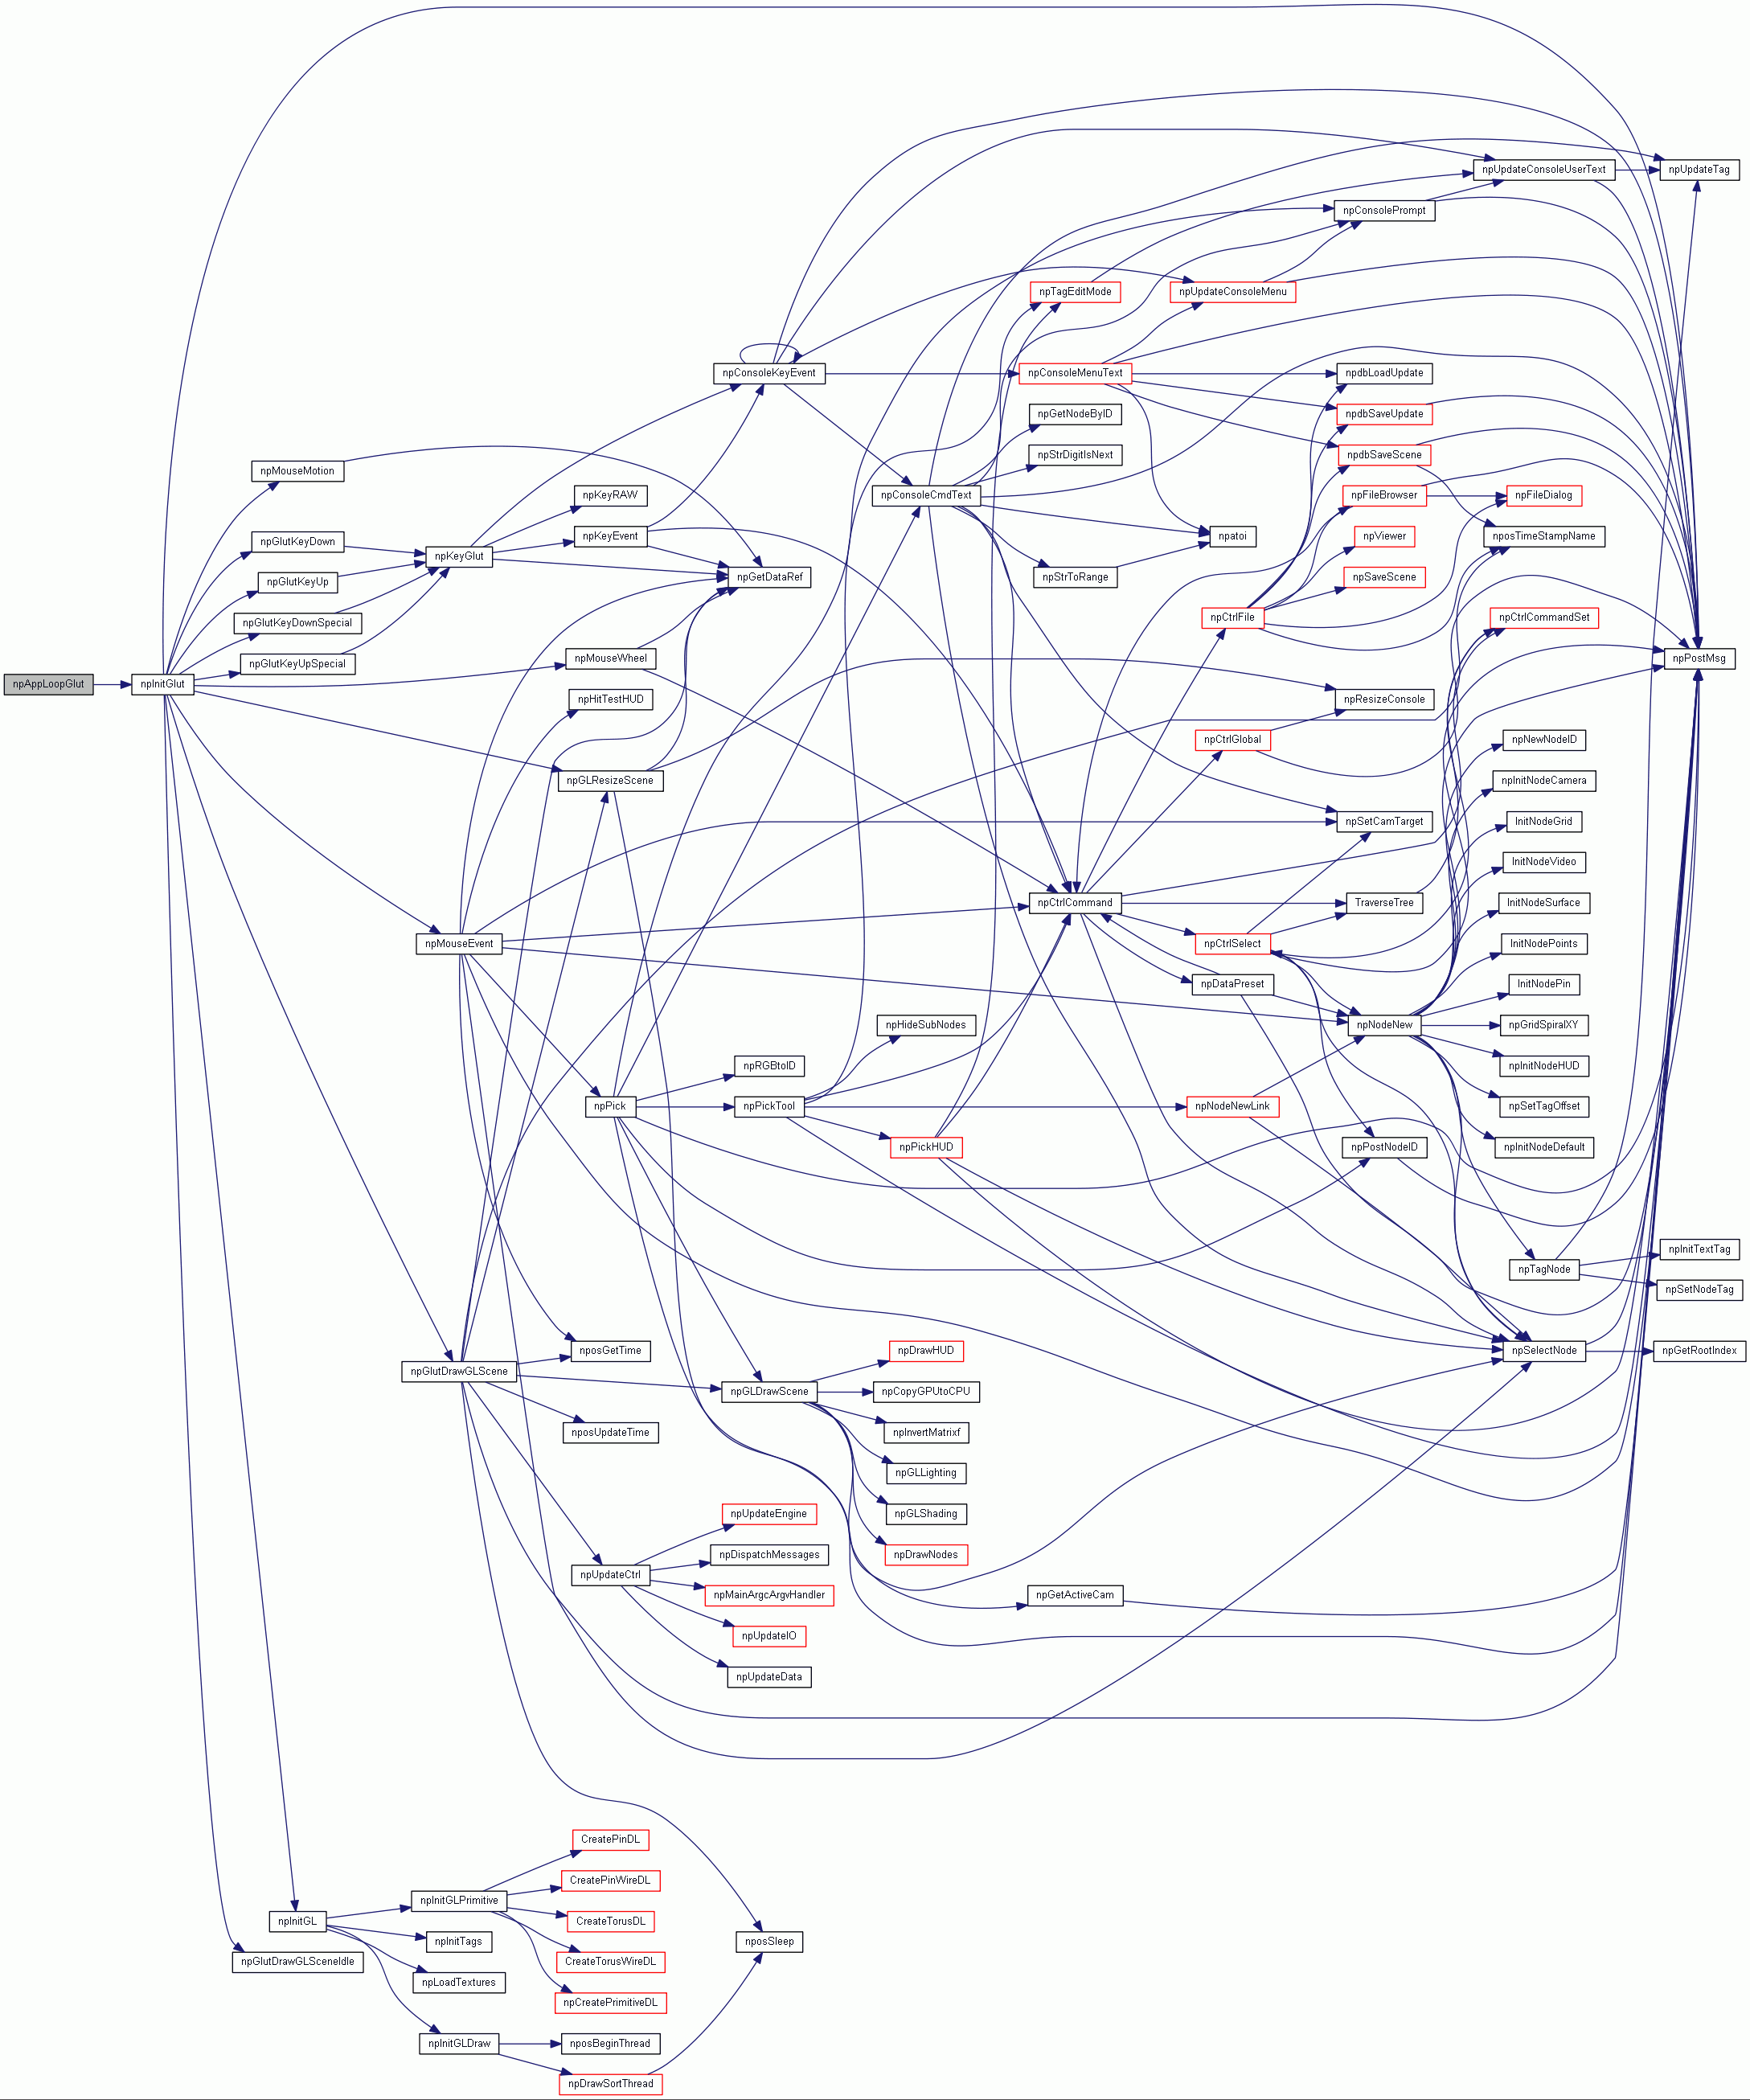 npUpdateConsoleUserText
npUpdateTag
npConsolePrompt
npTagEditMode
npUpdateConsoleMenu
npConsoleKeyEvent
npConsoleMenuText
npdbLoadUpdate
npGetNodeByID
npdbSaveUpdate
npMouseMotion
npStrDigitIsNext
npdbSaveScene
npKeyRAW
npConsoleCmdText
npFileBrowser
npFileDialog
npGlutKeyDown
npKeyEvent
npatoi
npViewer
nposTimeStampName
npKeyGlut
npGlutKeyUp
npGetDataRef
npStrToRange
npSaveScene
npGlutKeyDownSpecial
npCtrlFile
npCtrlCommandSet
npGlutKeyUpSpecial
npMouseWheel
npPostMsg
npAppLoopGlut
npInitGlut
npHitTestHUD
npResizeConsole
npCtrlGlobal
npNewNodeID
npGLResizeScene
npInitNodeCamera
npSetCamTarget
InitNodeGrid
InitNodeVideo
npCtrlCommand
TraverseTree
InitNodeSurface
npMouseEvent
npCtrlSelect
InitNodePoints
npDataPreset
InitNodePin
npHideSubNodes
npNodeNew
npGridSpiralXY
npRGBtoID
npInitNodeHUD
npPick
npPickTool
npNodeNewLink
npSetTagOffset
npPickHUD
npPostNodeID
npInitNodeDefault
npTagNode
npInitTextTag
npSetNodeTag
nposGetTime
npDrawHUD
npSelectNode
npGetRootIndex
npGlutDrawGLScene
npGLDrawScene
npCopyGPUtoCPU
nposUpdateTime
npInvertMatrixf
npGLLighting
npUpdateEngine
npGLShading
npDispatchMessages
npDrawNodes
npUpdateCtrl
npMainArgcArgvHandler
npGetActiveCam
npUpdateIO
npUpdateData
CreatePinDL
CreatePinWireDL
npInitGLPrimitive
npInitGL
CreateTorusDL
npInitTags
nposSleep
npGlutDrawGLSceneIdle
CreateTorusWireDL
npLoadTextures
npCreatePrimitiveDL
npInitGLDraw
nposBeginThread
npDrawSortThread